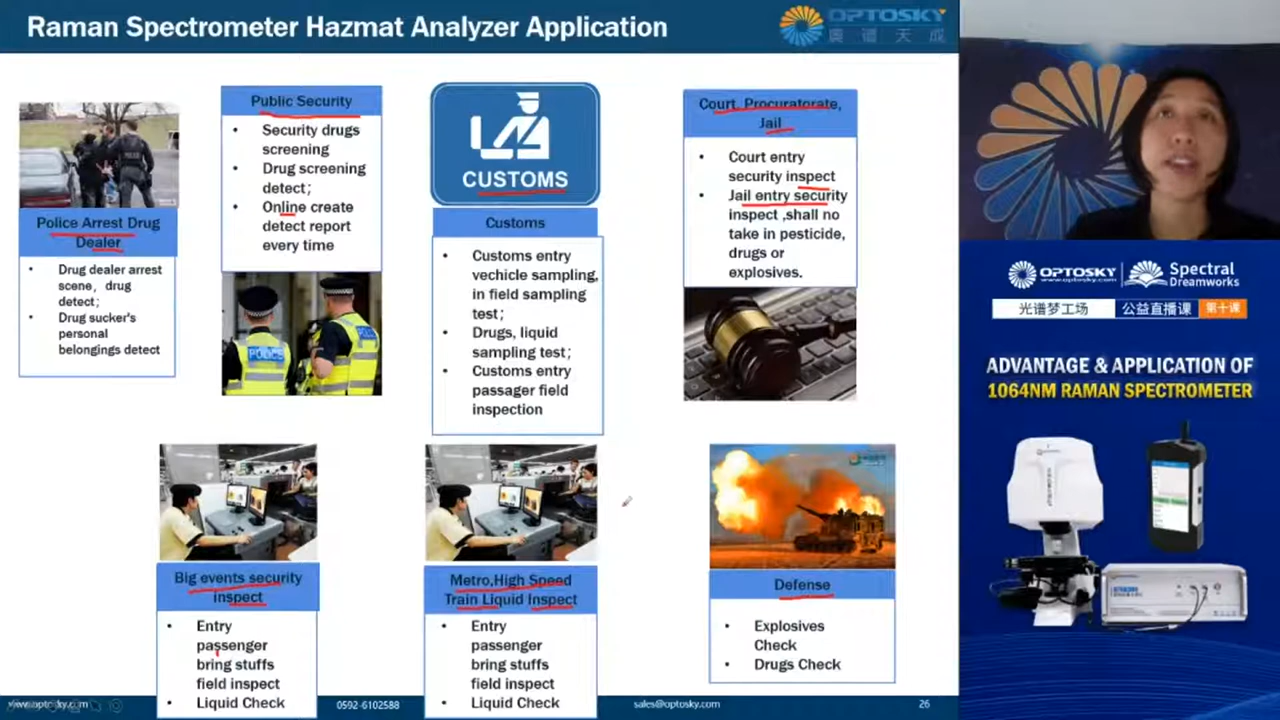 Raman Spectrometer Hazmat Analyzer Application
OPTOSKY
奥 谱 天 成
Police Arrest Drug
Dealer
• Drug dealer arrest
scene, drug
detect;
• Drug sucker's
personal
belongings detect
Public Security
• Security drugs
screening
• Drug screening
detect;
• Online create
detect report
every time
POLICE
CUSTOMS
Customs
• Customs entry
vechicle sampling,
in field sampling
test;
• Drugs, liquid
sampling test;
• Customs entry
passager field
inspection
Court, Procuratorate,
Jail
• Court entry
security inspect
• Jail entry security
inspect ,shall no
take in pesticide,
drugs or
explosives.
Big events security
inspect
• Entry
passenger
bring stuffs
field inspect
• Liquid Check
Metro,High Speed
Train Liquid Inspect
• Entry
passenger
bring stuffs
field inspect
• Liquid Check
Defense
• Explosives
Check
• Drugs Check
www.optosky.com
0592-6102588
sales@optosky.com
26
OPTOSKY
www.optosky.com
Spectral
Dreamworks
光谱梦工场 公益直播课 第十课
ADVANTAGE & APPLICATION OF
1064NM RAMAN SPECTROMETER